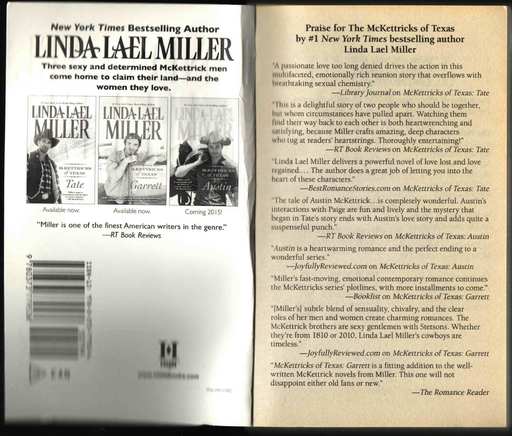 New York Times Bestselling Author
LINDA LAEL MILLER
Three sexy and determined McKettrick men
come home to claim their land—and the
women they love.
LINDA LAEL
MILLER
McKETTRICKS
OF TEXAS
Tate
LINDA LAEL
MILLER
McKETTRICKS
OF TEXAS
Garrett
LINDA LAEL
MILLER
McKETTRICKS
OF TEXAS
Austin
Available now.
Available now.
Coming 2015!
“Miller is one of the finest American writers in the genre.”
—RT Book Reviews
Praise for The McKettricks of Texas
by #1 New York Times bestselling author
Linda Lael Miller
“A passionate love too long denied drives the action in this
multifaceted, emotionally rich reunion story that overflows with
breathtaking sexual chemistry.”
—Library Journal on McKettricks of Texas: Tate
“This is a delightful story of two people who should be together,
but whom circumstances have pulled apart. Watching them
find their way back to each other is both heartwrenching and
satisfying, because Miller crafts amazing, deep characters
who tug at readers' heartstrings. Thoroughly entertaining!”
—RT Book Reviews on McKettricks of Texas: Tate
“Linda Lael Miller delivers a powerful novel of love lost and love
regained.… The author does a great job of letting you into the
heart of these characters.”
—BestRomanceStories.com on McKettricks of Texas: Tate
“The tale of Austin McKettrick…is completely wonderful. Austin's
interactions with Paige are fun and lively and the mystery that
began in Tate's story ends with Austin's love story and adds quite a
suspenseful punch.”
—RT Book Reviews on McKettricks of Texas: Austin
“Austin is a heartwarming romance and the perfect ending to a
wonderful series.”
—JoyfullyReviewed.com on McKettricks of Texas: Austin
“Miller's fast-moving, emotional contemporary romance continues
the McKettricks series' plotlines, with more installments to come.”
—Booklist on McKettricks of Texas: Garrett
“[Miller's] subtle blend of sensuality, chivalry, and the clear
roles of her men and women create charming romances. The
McKettrick brothers are sexy gentlemen with Stetsons. Whether
they're from 1810 or 2010, Linda Lael Miller's cowboys are
timeless.”
—JoyfullyReviewed.com on McKettricks of Texas: Garrett
“McKettricks of Texas: Garrett is a fitting addition to the well-
written McKettrick novels from Miller. This one will not
disappoint either old fans or new.”
—The Romance Reader